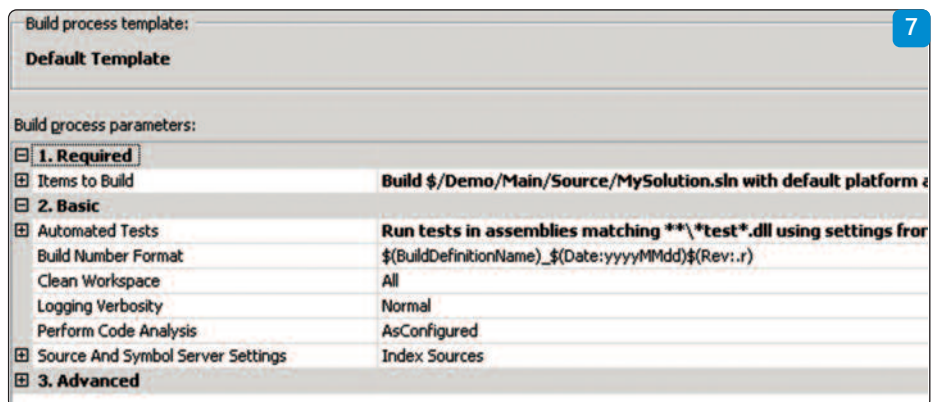 Build process template:
7
Default Template
Build process parameters:
1. Required
Items to Build Build $/Demo/Main/Source/MySolution.sln with default platform a
2. Basic
Automated Tests Run tests in assemblies matching **\*test*.dll using settings from
Build Number Format $(BuildDefinitionName)_$(Date:yyyyMMdd)$(Rev:.r)
Clean Workspace All
Logging Verbosity Normal
Perform Code Analysis AsConfigured
Source And Symbol Server Settings Index Sources
3. Advanced